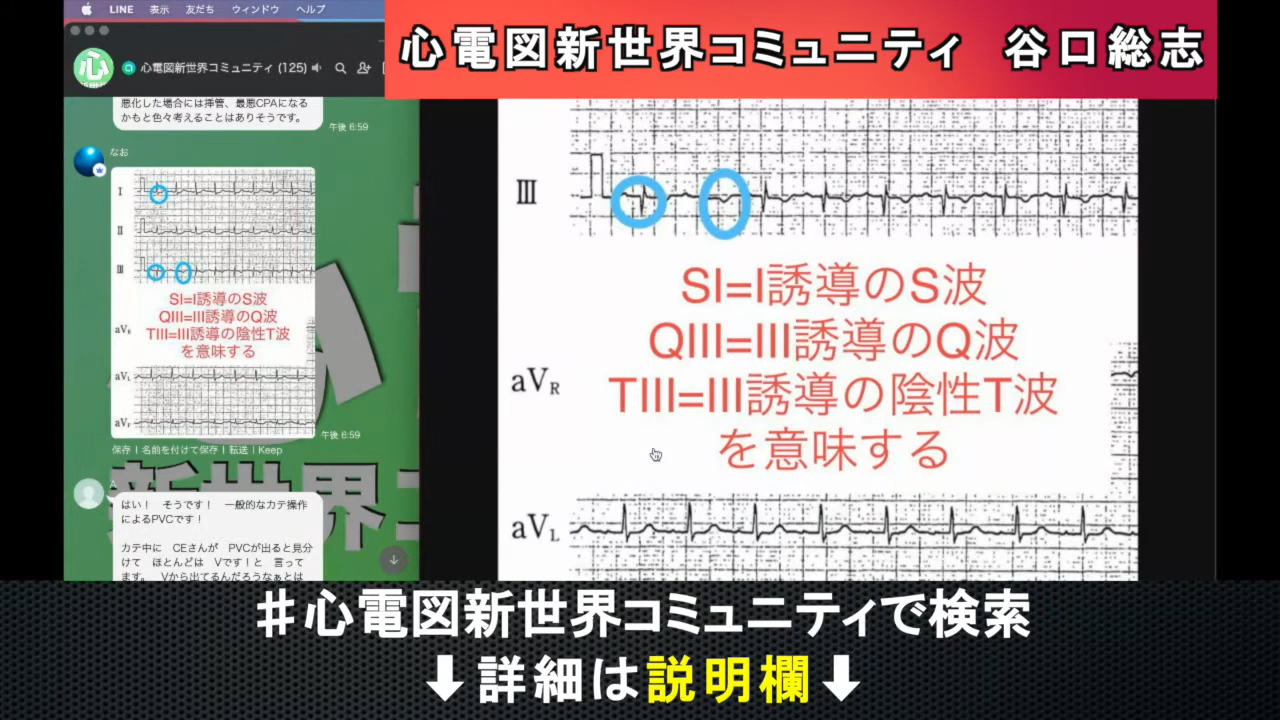 LINE 表示 友だち ウィンドウ ヘルプ
心電図新世界コミュニティ 谷口総志
心
心電図新世界コミュニティ (125)
悪化した場合には挿管、最悪CPAになる
かもと色々考えることはありそうです。
午後 6:59
なお
I
II
III
SI=I誘導のS波
QIII=III誘導のQ波
TIII=III誘導の陰性T波
を意味する
aVR
aVL
aVF
午後 6:59
保存 | 名前を付けて保存 | 転送 | Keep
A
はい! そうです! 一般的なカテ操作
によるPVCです!
カテ中に CEさんが PVCが出ると見分
けて ほとんどは Vです!と 言って
ます。 Vから出てるんだろうなぁとは
新世界コ
III
SI=I誘導のS波
QIII=III誘導のQ波
TIII=III誘導の陰性T波
を意味する
aVR
aVL
#心電図新世界コミュニティで検索
↓詳細は説明欄↓